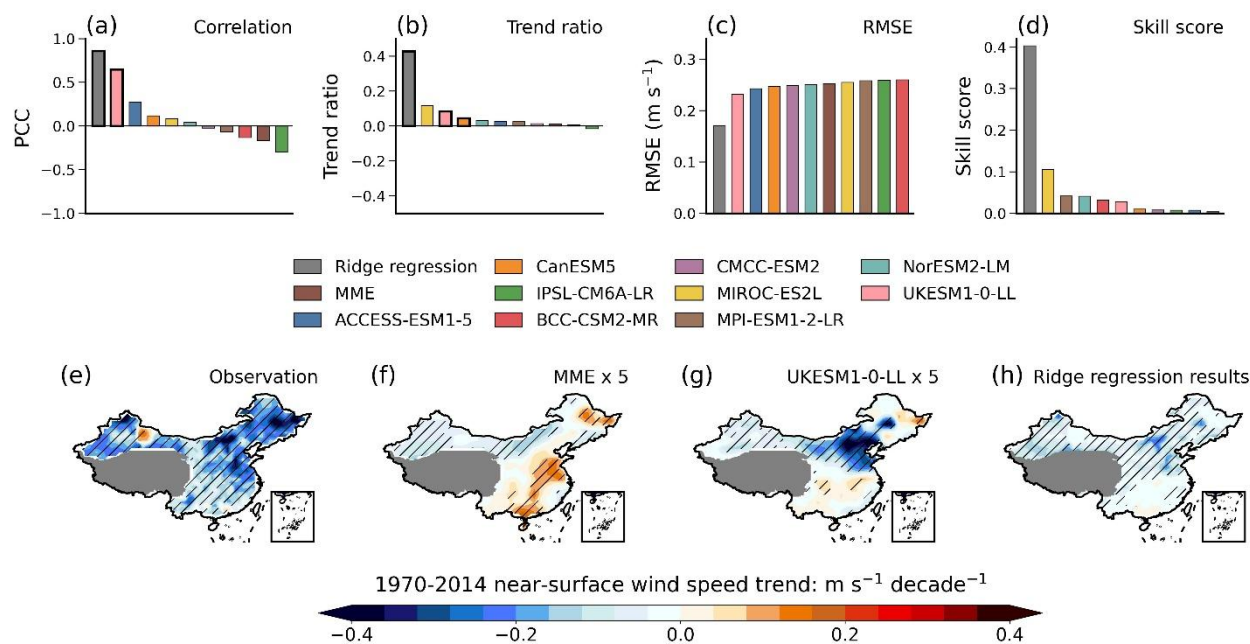 (a) Correlation
1.0
0.5
0.0
−0.5
−1.0
PCC
(b) Trend ratio
0.4
0.2
0.0
−0.2
−0.4
Trend ratio
(c) RMSE
0.3
0.2
0.1
0.0
RMSE (m s⁻¹)
(d) Skill score
0.4
0.3
0.2
0.1
0.0
Skill score
Ridge regression
MME
ACCESS-ESM1-5
CanESM5
IPSL-CM6A-LR
BCC-CSM2-MR
CMCC-ESM2
MIROC-ES2L
MPI-ESM1-2-LR
NorESM2-LM
UKESM1-0-LL
(e) Observation
(f) MME x 5
(g) UKESM1-0-LL x 5
(h) Ridge regression results
1970-2014 near-surface wind speed trend: m s⁻¹ decade⁻¹
−0.4 −0.2 0.0 0.2 0.4